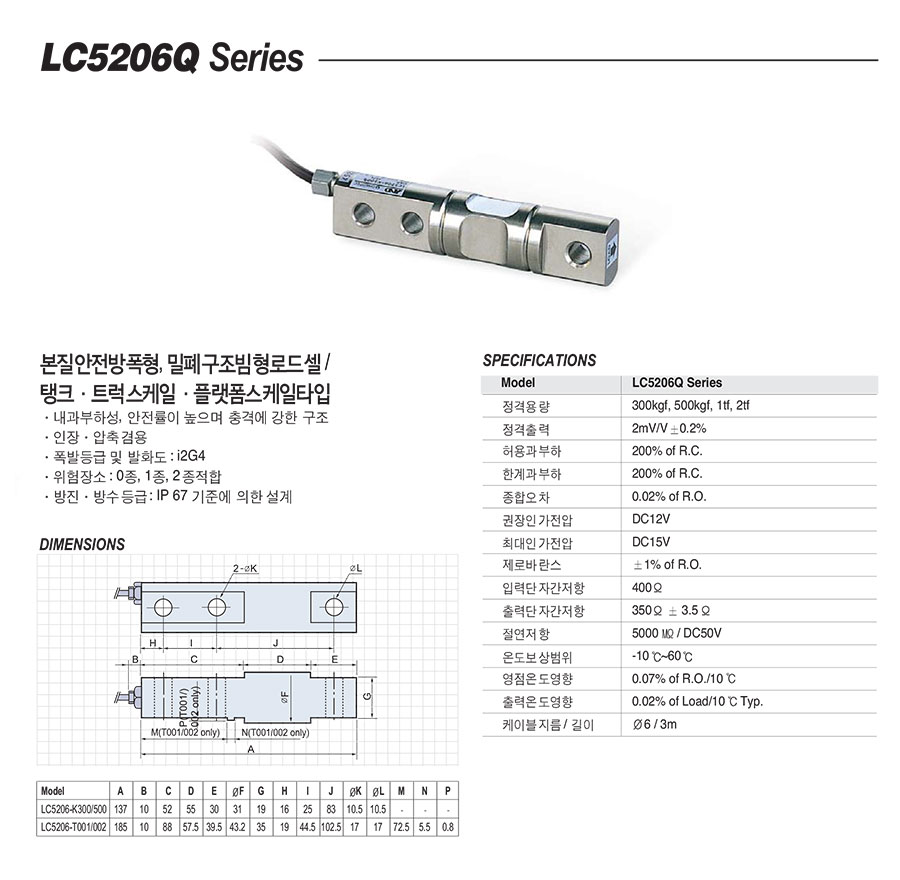 LC5206Q Series
본질안전방폭형, 밀폐구조빔형로드셀 /
탱크 · 트럭스케일 · 플랫폼스케일타입
· 내과부하성, 안전률이 높으며 충격에 강한 구조
· 인장 · 압축겸용
· 폭발등급 및 발화도 : i2G4
· 위험장소 : 0종, 1종, 2종적합
· 방진 · 방수등급 : IP 67 기준에 의한 설계
SPECIFICATIONS
Model LC5206Q Series
정격용량 300kgf, 500kgf, 1tf, 2tf
정격출력 2mV/V ±0.2%
허용과부하 200% of R.C.
한계과부하 200% of R.C.
종합오차 0.02% of R.O.
권장인가전압 DC12V
최대인가전압 DC15V
제로바란스 ±1% of R.O.
입력단자간저항 400Ω
출력단자간저항 350Ω ± 3.5 Ω
절연저항 5000 ㏁ / DC50V
온도보상범위 -10 ℃~60℃
영점온도영향 0.07% of R.O./10 ℃
출력온도영향 0.02% of Load/10 ℃ Typ.
케이블지름 / 길이 Ø 6 / 3m
DIMENSIONS
2-øK øL
H I J
B C D E
P(T001/
002 only)
øF
G
M(T001/002 only) N(T001/002 only)
A
Model A B C D E øF G H I J øK øL M N P
LC5206-K300/500 137 10 52 55 30 31 19 16 25 83 10.5 10.5 - - -
LC5206-T001/002 185 10 88 57.5 39.5 43.2 35 19 44.5 102.5 17 17 72.5 5.5 0.8